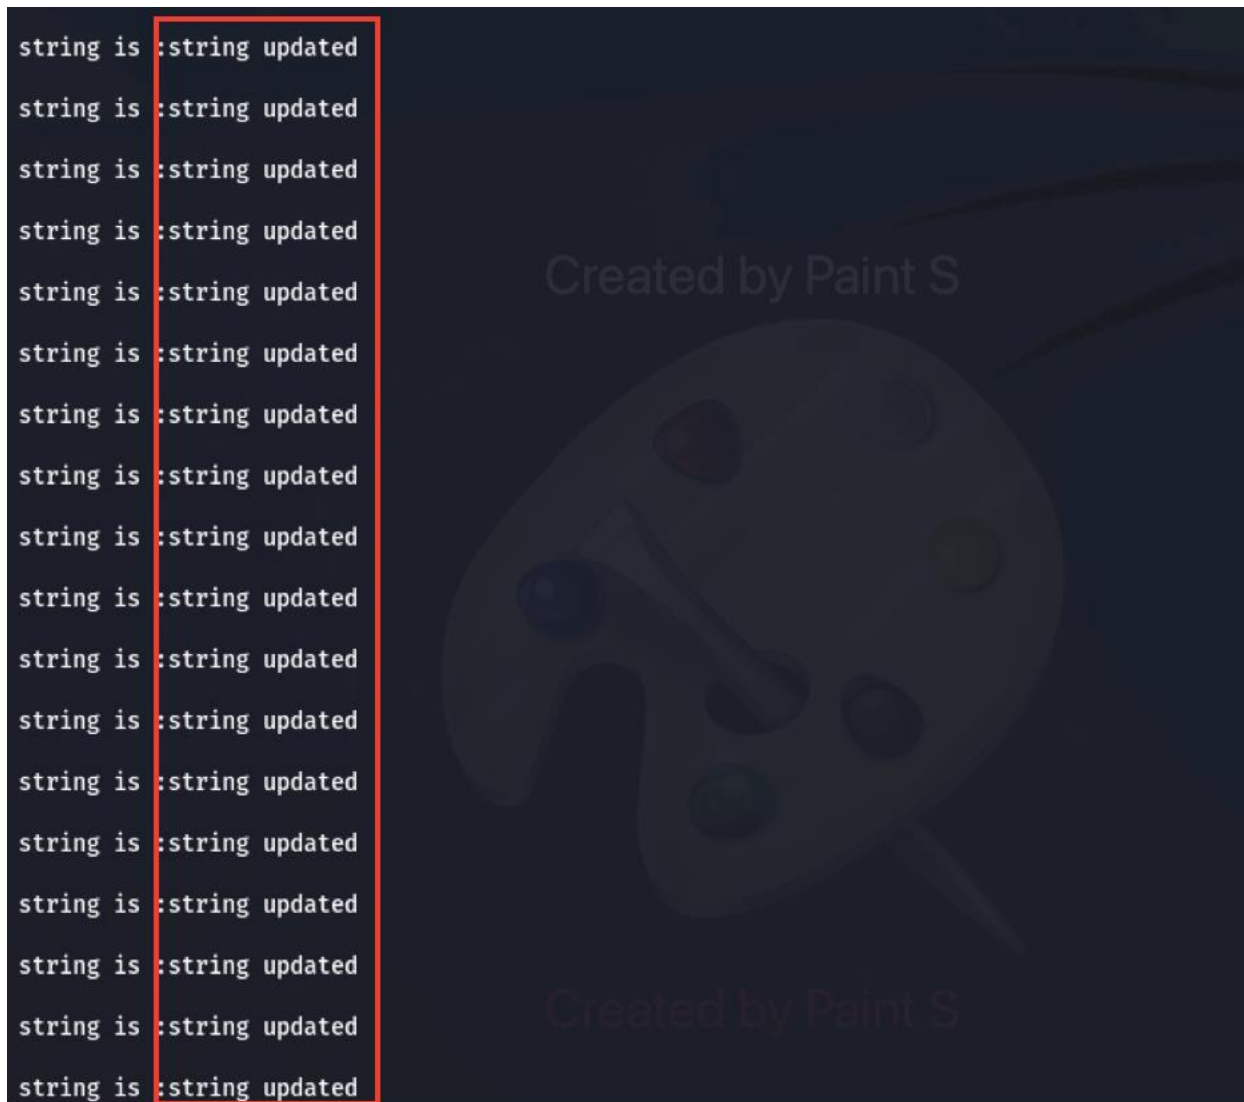 string is :string updated
string is :string updated
string is :string updated
string is :string updated
string is :string updated
Created by Paint S
string is :string updated
string is :string updated
string is :string updated
string is :string updated
string is :string updated
string is :string updated
string is :string updated
string is :string updated
string is :string updated
string is :string updated
string is :string updated
string is :string updated
Created by Paint S
string is :string updated